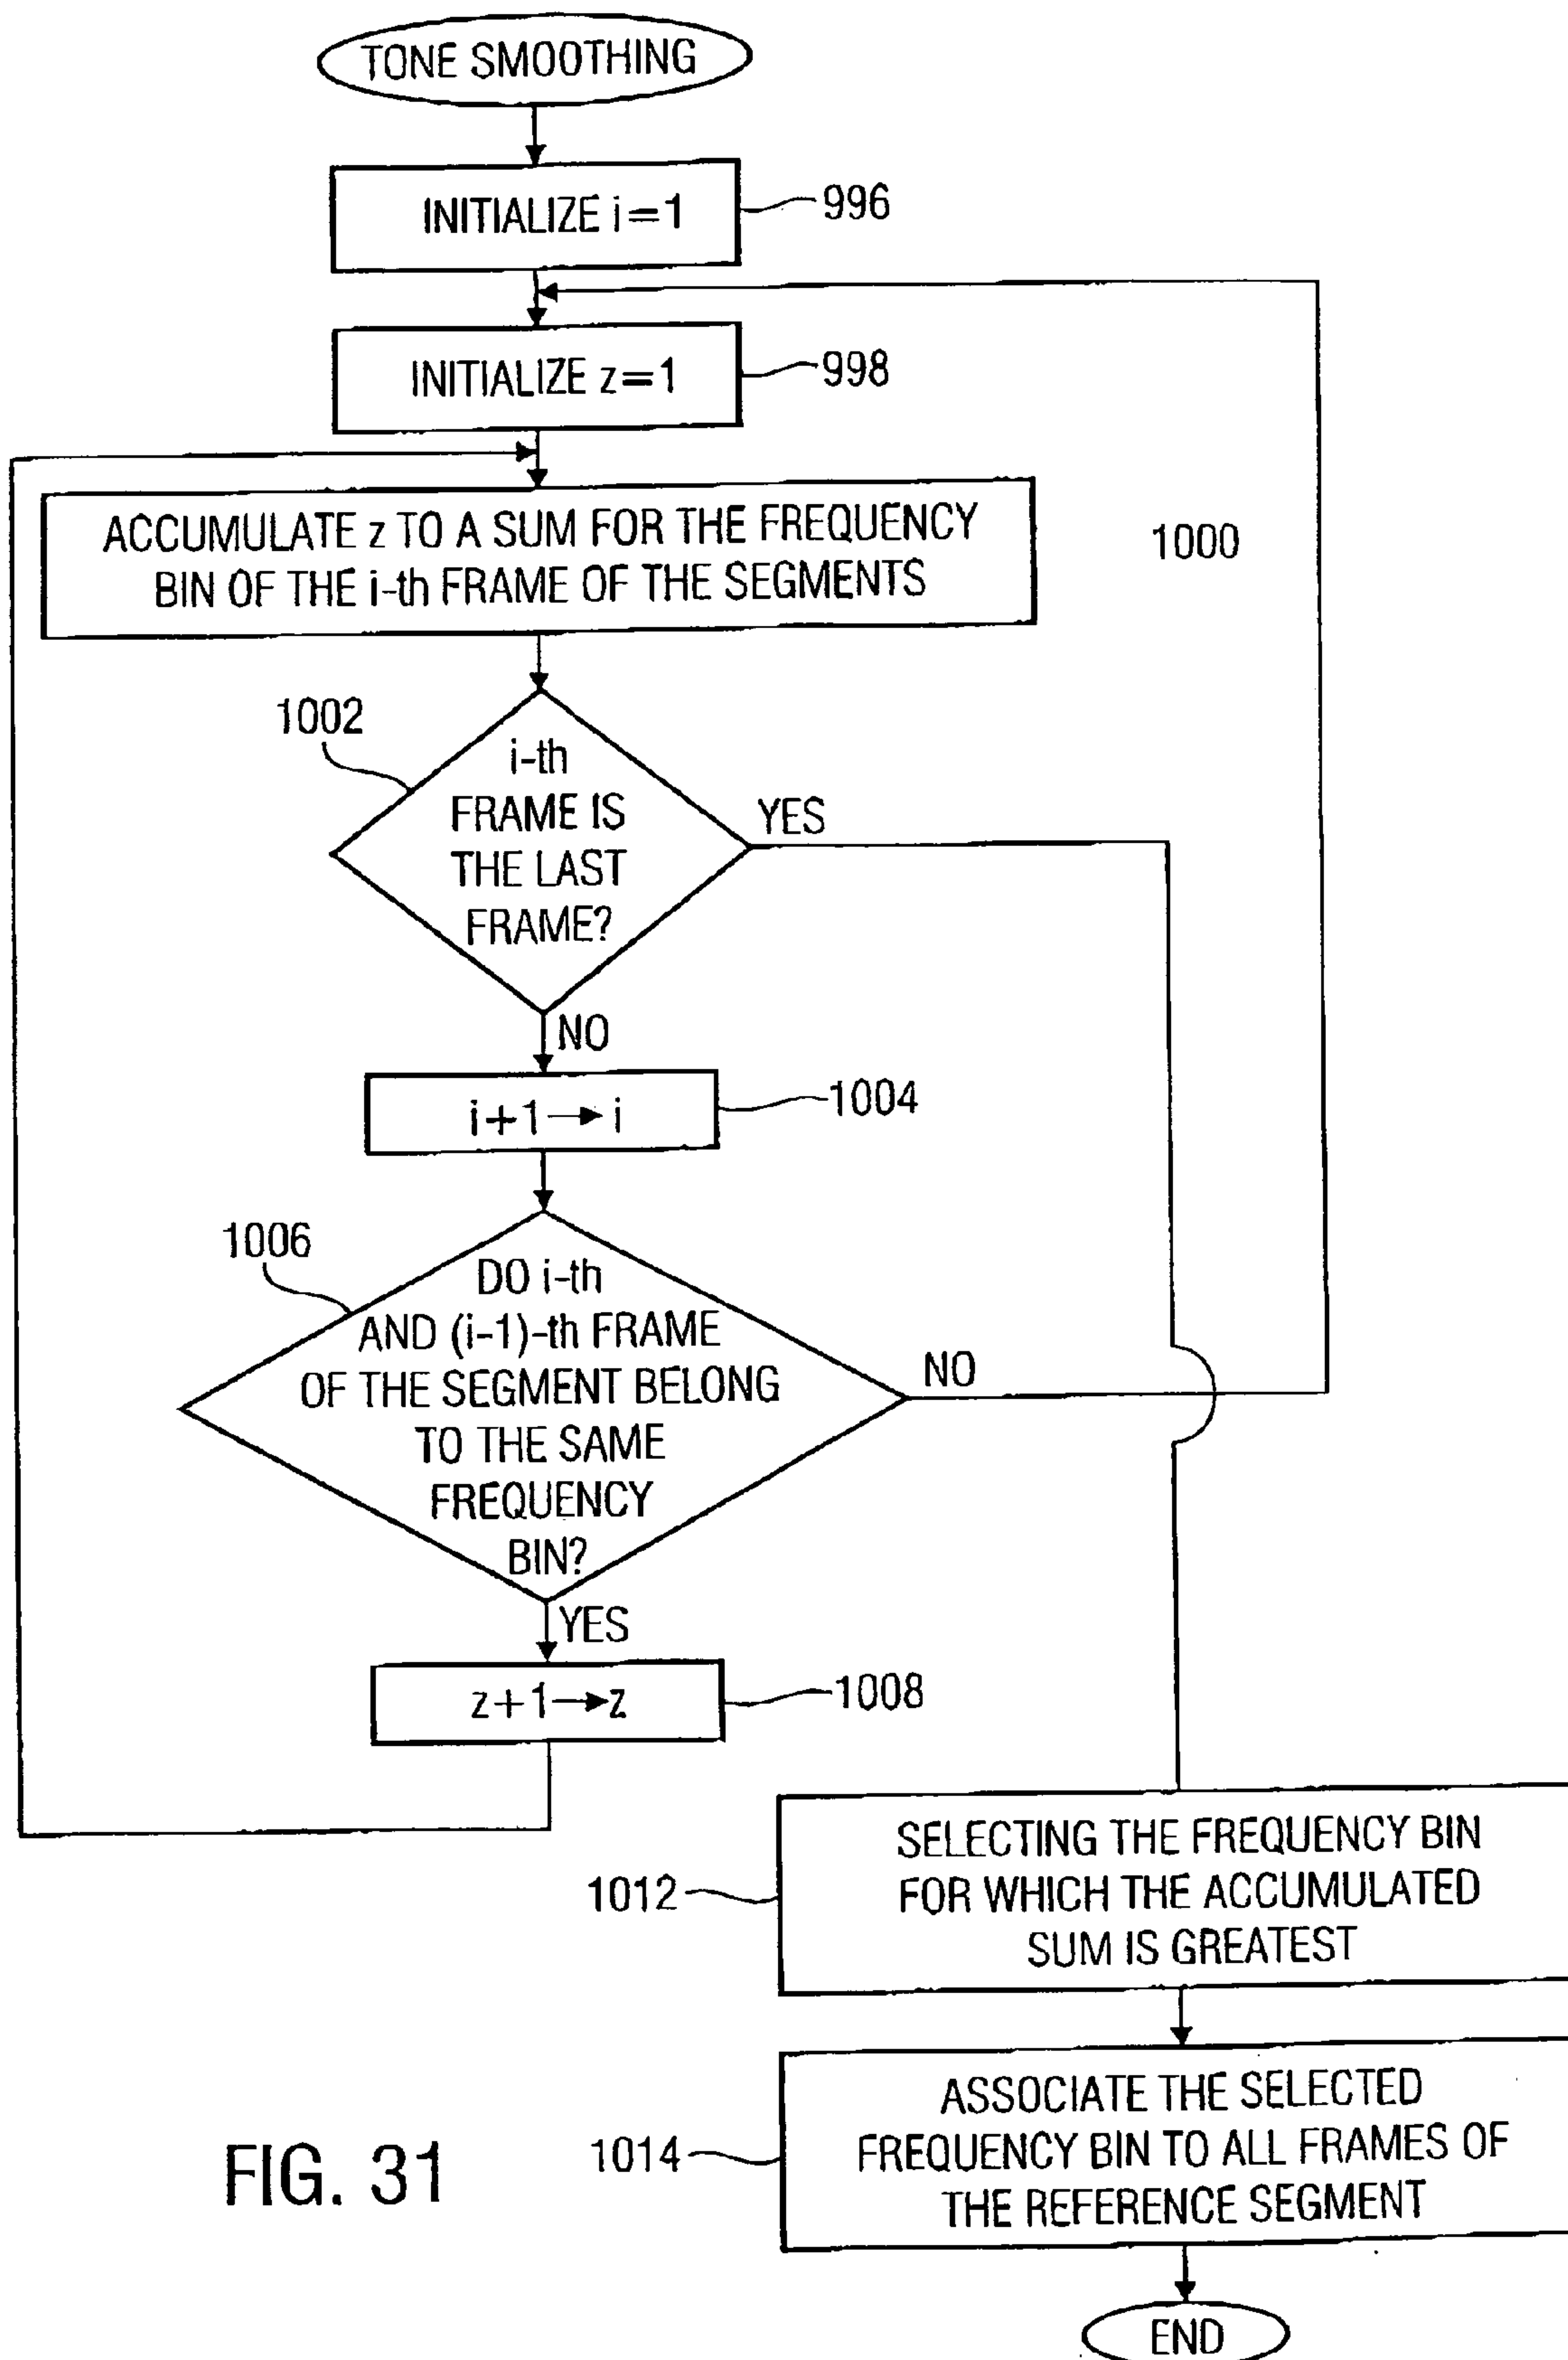 TONE SMOOTHING
INITIALIZE i=1
996
INITIALIZE z=1
998
ACCUMULATE z TO A SUM FOR THE FREQUENCY
BIN OF THE i-th FRAME OF THE SEGMENTS
1000
1002
i-th
FRAME IS
THE LAST
FRAME?
YES
NO
i+1→i
1004
1006
DO i-th
AND (i-1)-th FRAME
OF THE SEGMENT BELONG
TO THE SAME
FREQUENCY
BIN?
NO
YES
z+1→z
1008
SELECTING THE FREQUENCY BIN
FOR WHICH THE ACCUMULATED
SUM IS GREATEST
1012
ASSOCIATE THE SELECTED
FREQUENCY BIN TO ALL FRAMES OF
THE REFERENCE SEGMENT
1014
FIG. 31
END